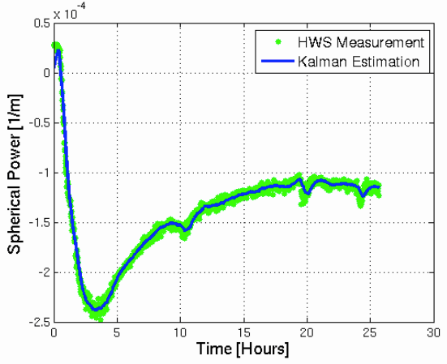 x 10⁻⁴
0.5
0
-0.5
-1
-1.5
-2
-2.5
0 5 10 15 20 25 30
Spherical Power [1/m]
Time [Hours]
HWS Measurement
Kalman Estimation